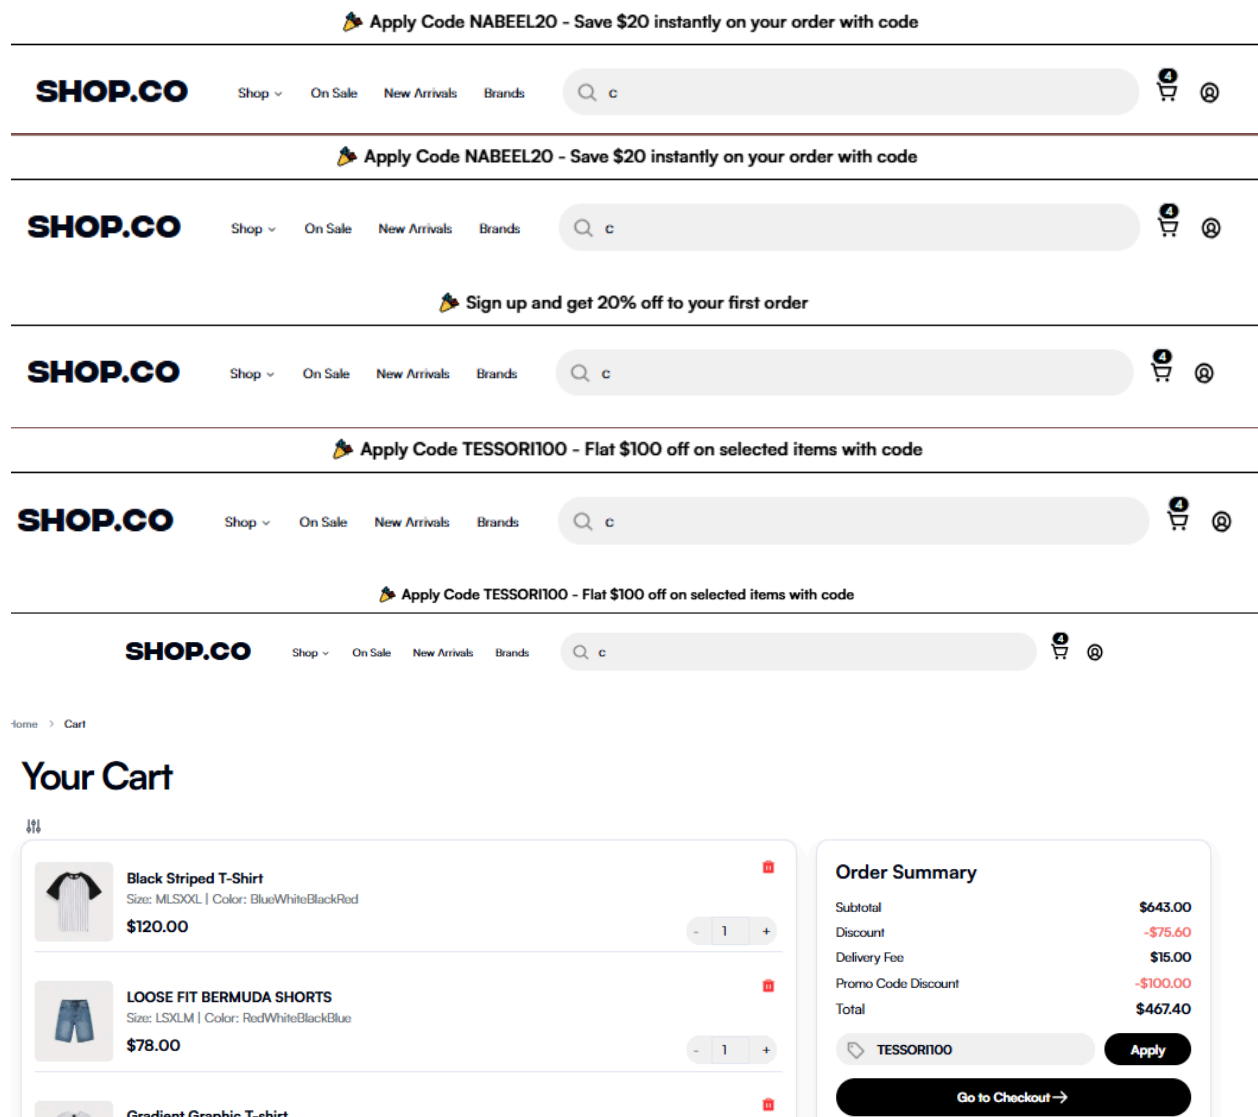 Apply Code NABEEL20 - Save $20 instantly on your order with code
SHOP.CO Shop On Sale New Arrivals Brands c 4
Apply Code NABEEL20 - Save $20 instantly on your order with code
SHOP.CO Shop On Sale New Arrivals Brands c 4
Sign up and get 20% off to your first order
SHOP.CO Shop On Sale New Arrivals Brands c 4
Apply Code TESSORI100 - Flat $100 off on selected items with code
SHOP.CO Shop On Sale New Arrivals Brands c 4
Apply Code TESSORI100 - Flat $100 off on selected items with code
SHOP.CO Shop On Sale New Arrivals Brands c 4
Home > Cart
Your Cart
Black Striped T-Shirt
Size: MLSXXL | Color: BlueWhiteBlackRed
$120.00
- 1 +
LOOSE FIT BERMUDA SHORTS
Size: LSXLM | Color: RedWhiteBlackBlue
$78.00
- 1 +
Gradient Graphic T-shirt
Order Summary
Subtotal $643.00
Discount -$75.60
Delivery Fee $15.00
Promo Code Discount -$100.00
Total $467.40
TESSORI100 Apply
Go to Checkout→